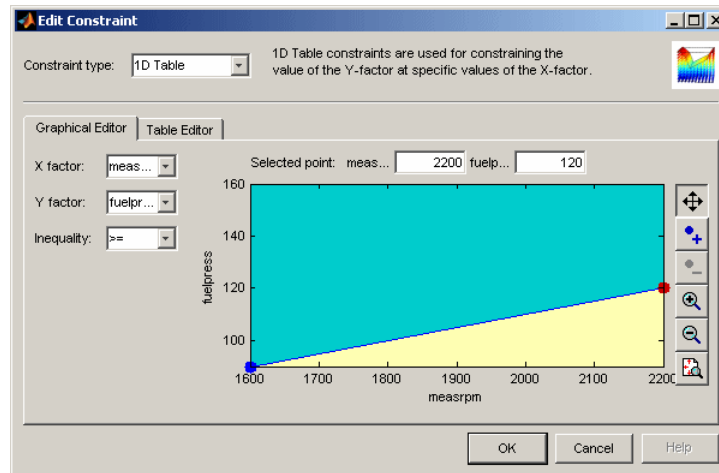 Edit Constraint
Constraint type:
1D Table
1D Table constraints are used for constraining the
value of the Y-factor at specific values of the X-factor.
Graphical Editor
Table Editor
X factor:
meas...
Y factor:
fuelpr...
Inequality:
>=
Selected point: meas... 2200 fuelp... 120
160
140
120
100
fuelpress
1600 1700 1800 1900 2000 2100 2200
measrpm
OK
Cancel
Help